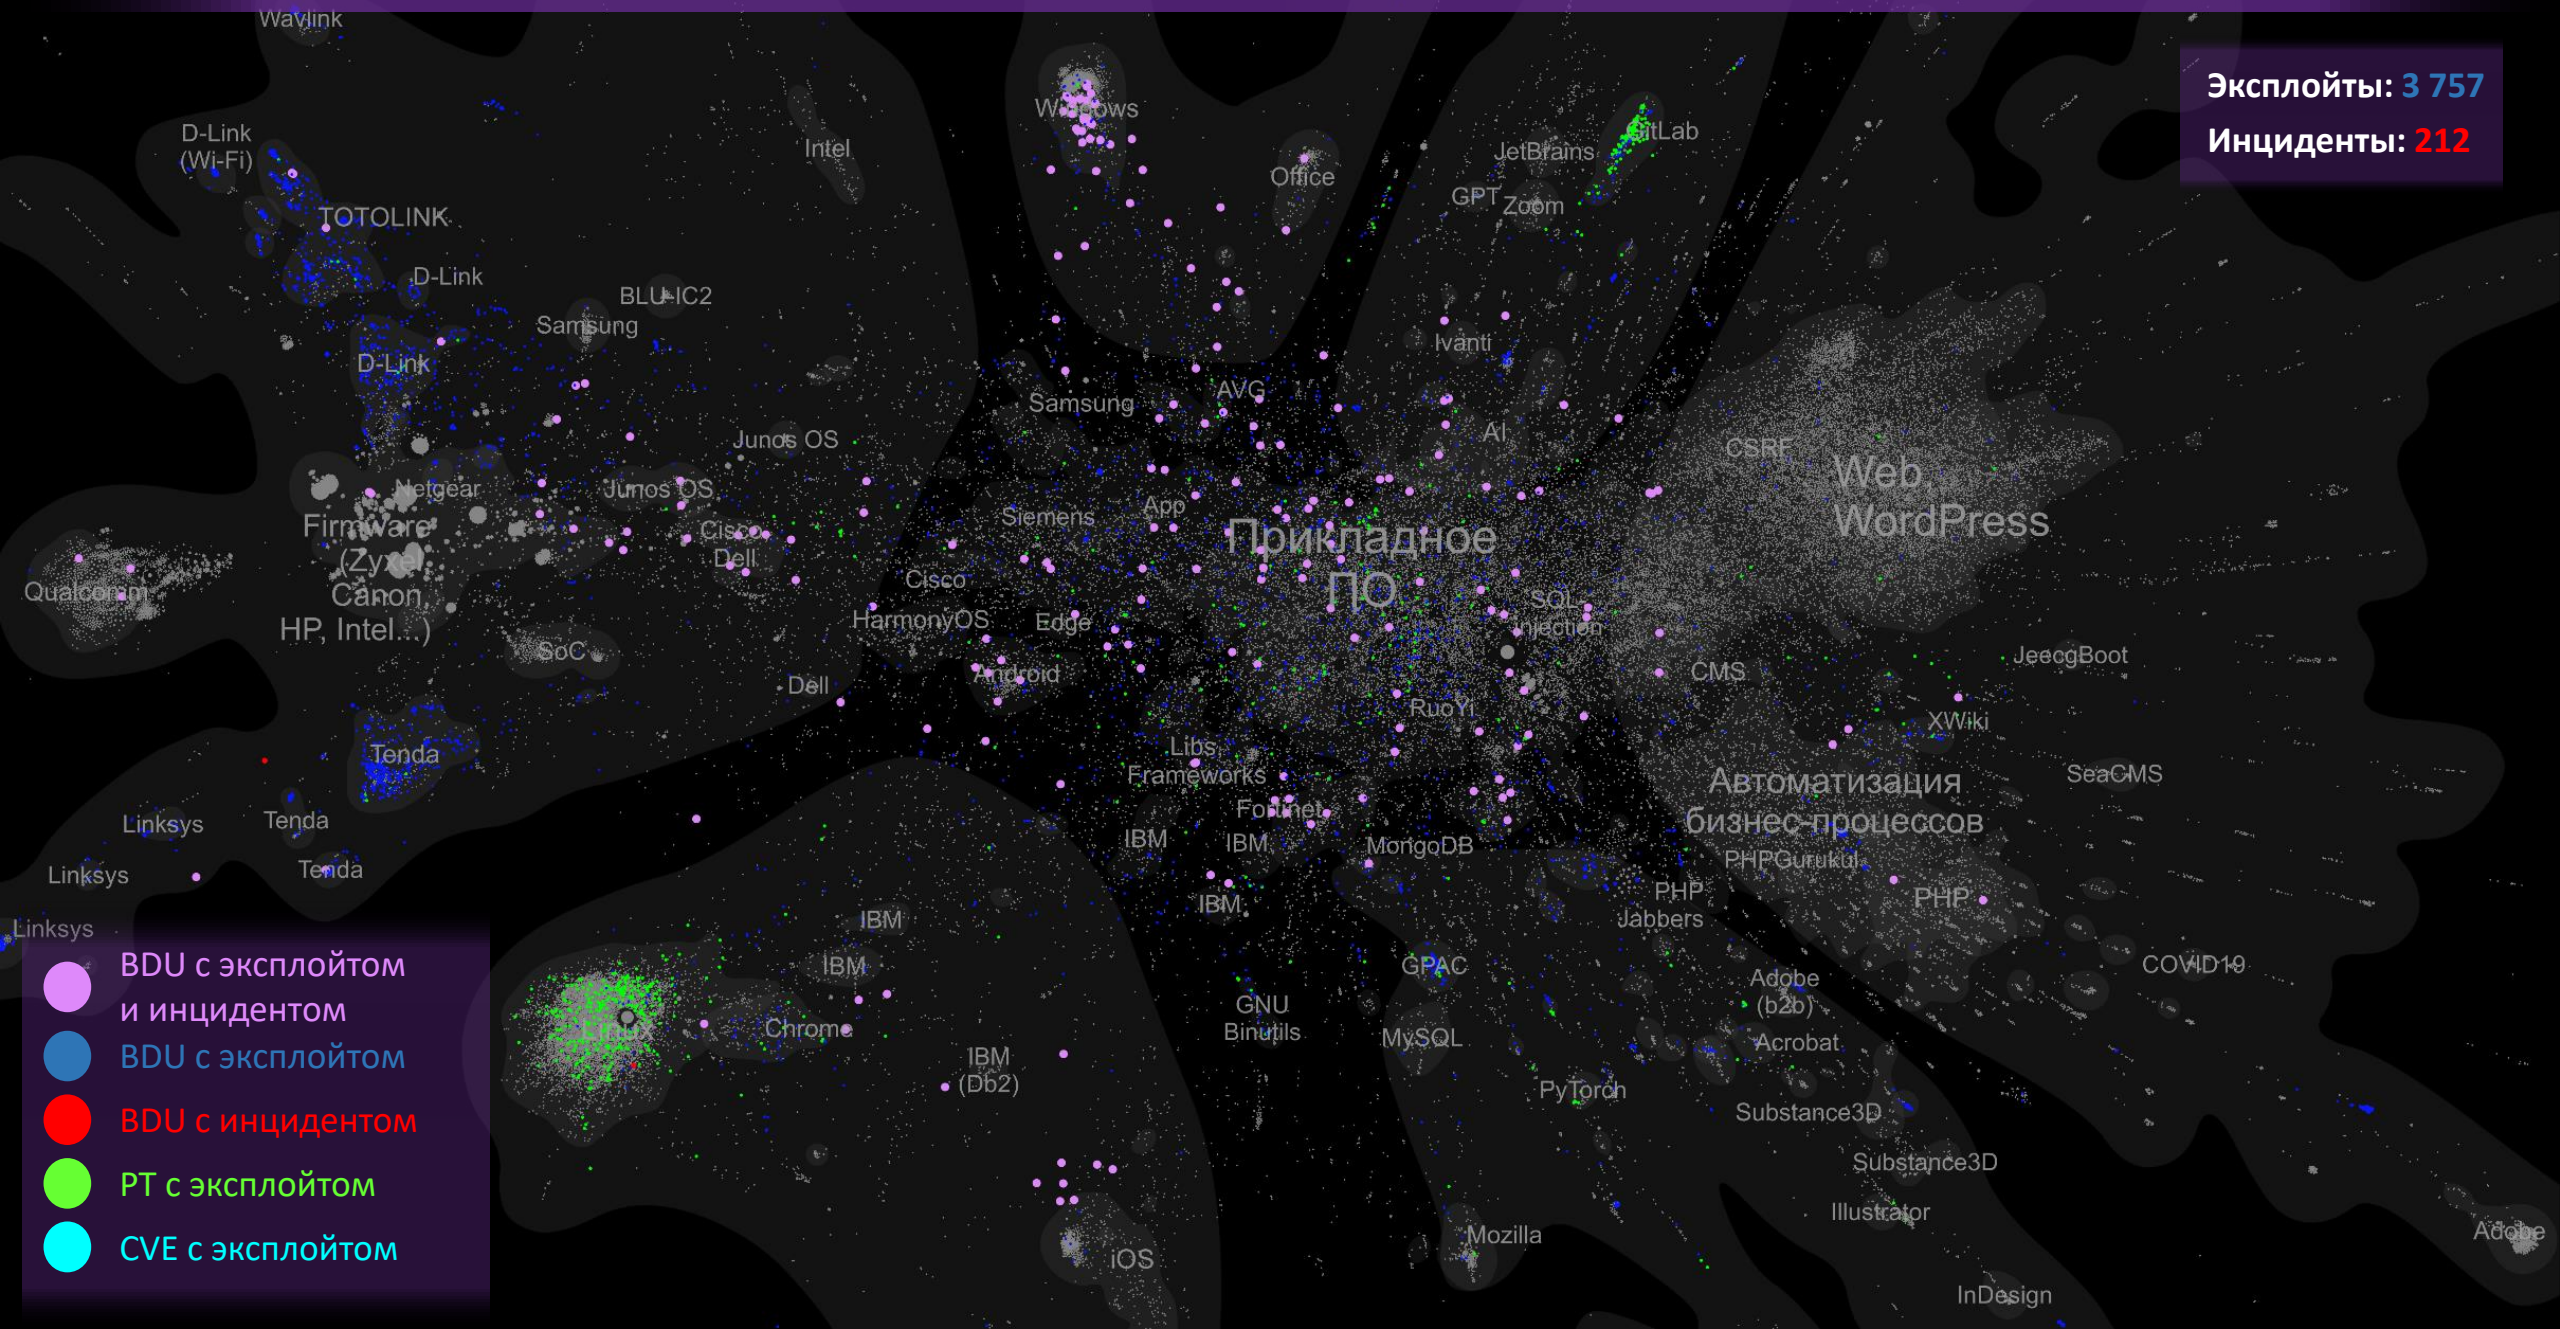 Wavlink
Эксплойты: 3 757
Инциденты: 212
Windows
D-Link
(Wi-Fi)
Intel
Office
JetBrains
GitLab
GPT
Zoom
TOTOLINK
D-Link
BLU-IC2
Samsung
Ivanti
D-Link
AVG
Samsung
Junos OS
AI
CSRF
Web,
WordPress
Netgear
Junos OS
App
Siemens
Firmware
(Zyxel
Canon
HP, Intel...)
Cisco
Dell
Прикладное
ПО
Qualcomm
Cisco
HarmonyOS
Edge
SQL
injection
SoC
Android
Dell
CMS
JeecgBoot
RuoYi
XWiki
Libs
Frameworks
Tenda
Автоматизация
бизнес-процессов
SeaCMS
Fortinet
Linksys
Tenda
IBM
IBM
MongoDB
PHPGurukul
Linksys
Tenda
PHP
Jabbers
PHP
IBM
IBM
Linksys
IBM
GPAC
COVID19
Adobe
(b2b)
GNU
Binutils
Linux
Chrome
MySQL
Acrobat
IBM
(Db2)
PyTorch
Substance3D
Substance3D
Illustrator
Mozilla
Adobe
iOS
InDesign
BDU с эксплойтом
и инцидентом
BDU с эксплойтом
BDU с инцидентом
PT с эксплойтом
CVE с эксплойтом